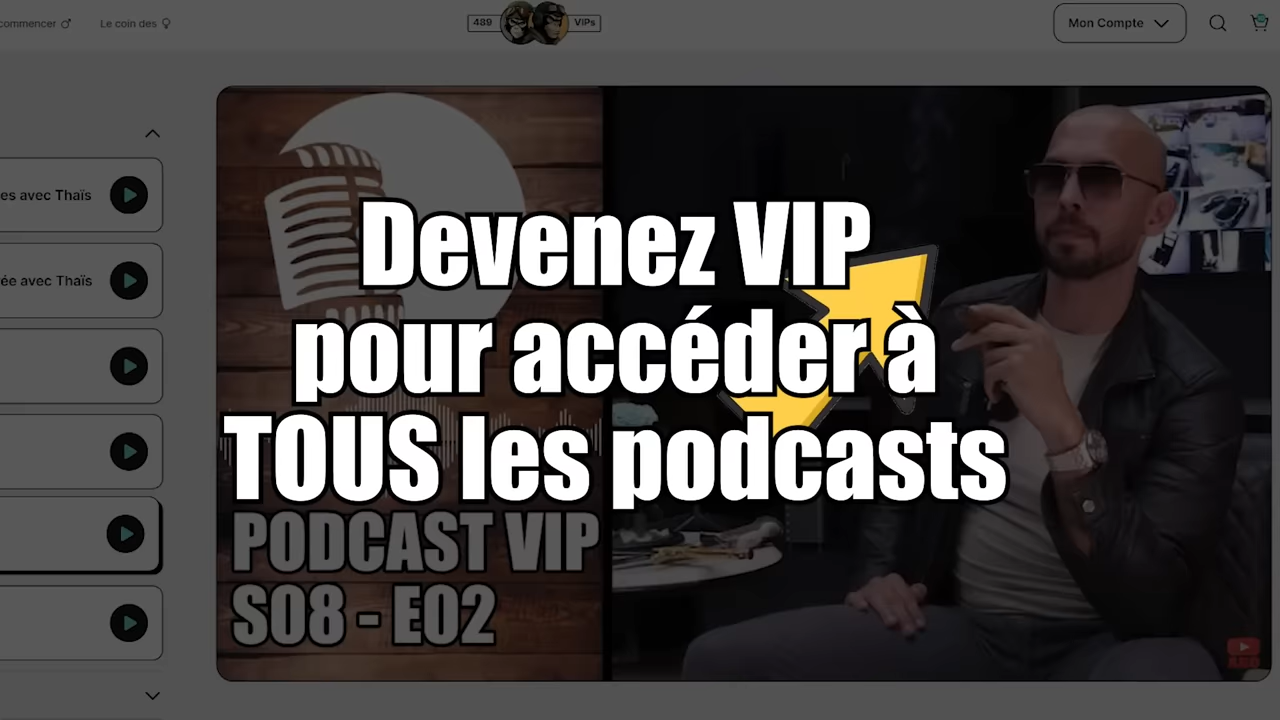 commencer
Le coin des
489
VIPs
Mon Compte
es avec Thaïs
ée avec Thaïs
Devenez VIP
pour accéder à
TOUS les podcasts
PODCAST VIP
S08 - E02